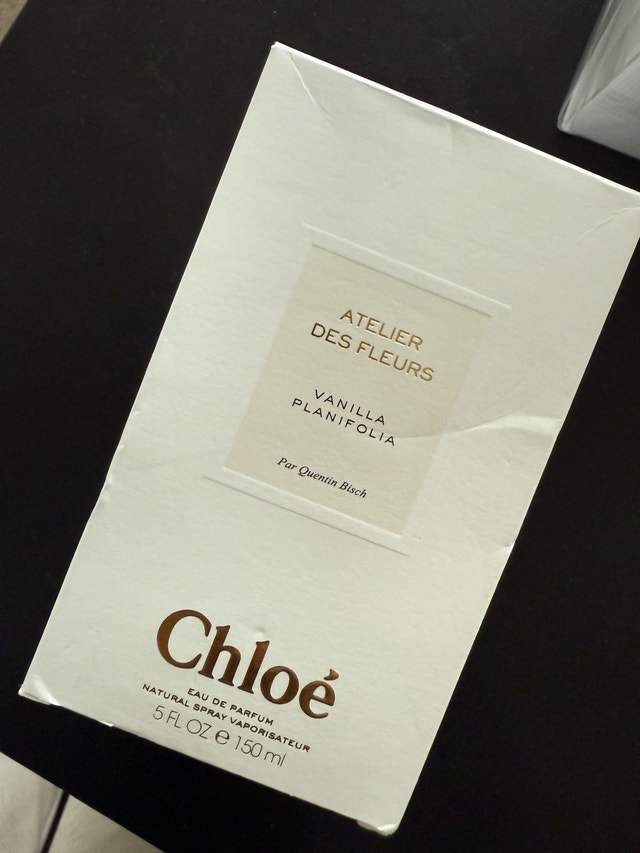 ATELIER
DES FLEURS
VANILLA
PLANIFOLIA
Par Quentin Bisch
Chloé
EAU DE PARFUM
NATURAL SPRAY VAPORISATEUR
5 FL OZ ℮ 150 ml